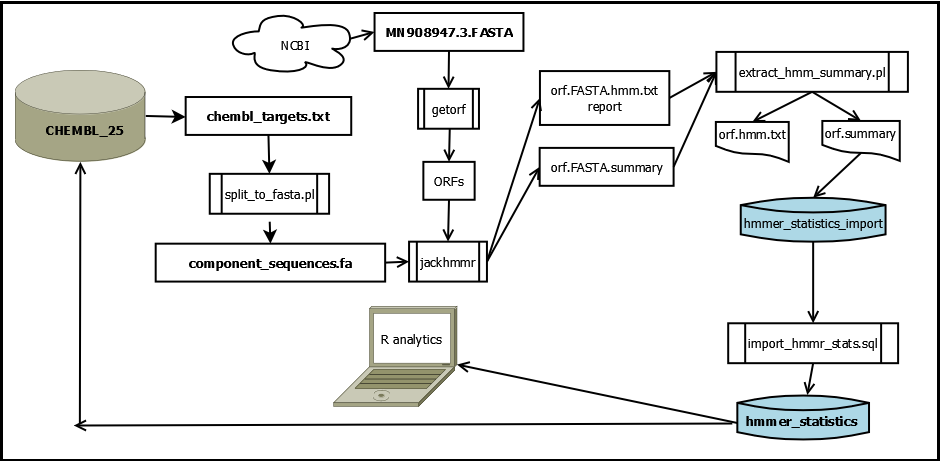 NCBI
MN908947.3.FASTA
CHEMBL_25
chembl_targets.txt
split_to_fasta.pl
component_sequences.fa
getorf
ORFs
jackhmmr
orf.FASTA.hmm.txt
report
orf.FASTA.summary
extract_hmm_summary.pl
orf.hmm.txt
orf.summary
hmmer_statistics_import
import_hmmr_stats.sql
hmmer_statistics
R analytics